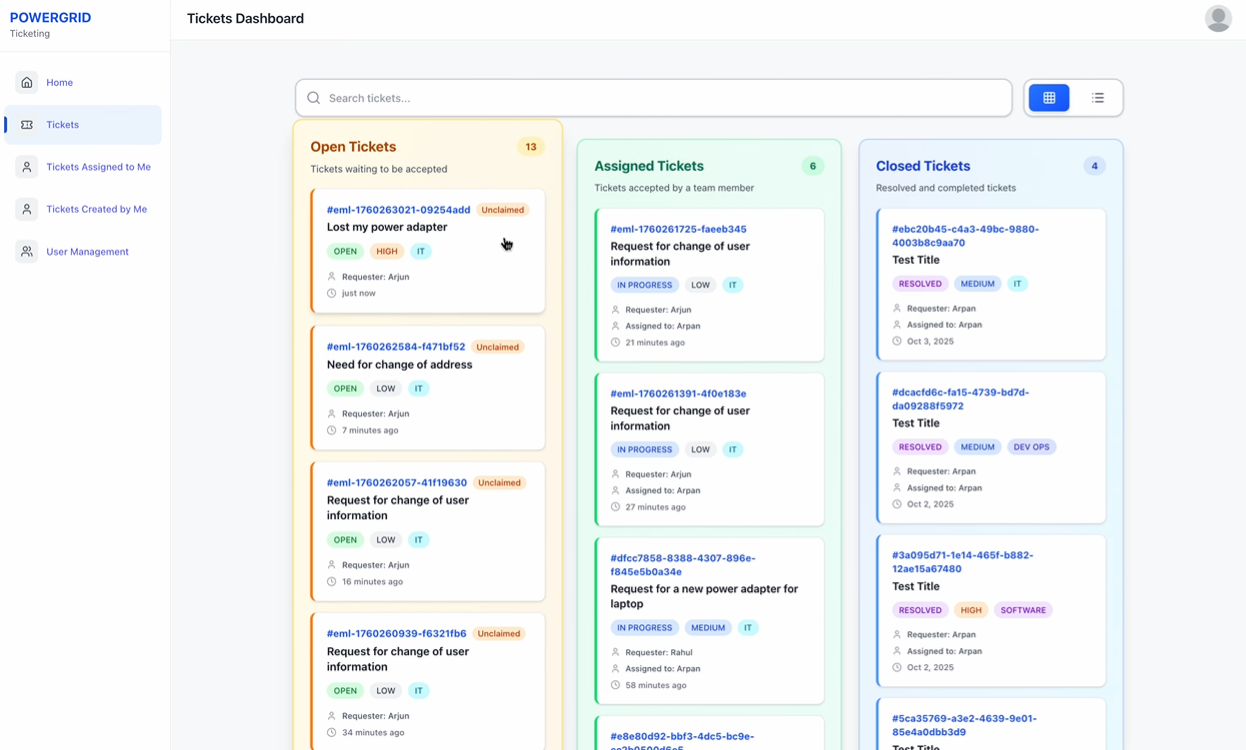 POWERGRID
Ticketing
Home
Tickets
Tickets Assigned to Me
Tickets Created by Me
User Management
Tickets Dashboard
Search tickets...
Open Tickets 13
Tickets waiting to be accepted
#eml-1760263021-09254add Unclaimed
Lost my power adapter
OPEN HIGH IT
Requester: Arjun
just now
#eml-1760262584-f471bf52 Unclaimed
Need for change of address
OPEN LOW IT
Requester: Arjun
7 minutes ago
#eml-1760262057-41f19630 Unclaimed
Request for change of user
information
OPEN LOW IT
Requester: Arjun
16 minutes ago
#eml-1760260939-f6321fb6 Unclaimed
Request for change of user
information
OPEN LOW IT
Requester: Arjun
34 minutes ago
Assigned Tickets 6
Tickets accepted by a team member
#eml-1760261725-faeeb345
Request for change of user
information
IN PROGRESS LOW IT
Requester: Arjun
Assigned to: Arpan
21 minutes ago
#eml-1760261391-4f0e183e
Request for change of user
information
IN PROGRESS LOW IT
Requester: Arjun
Assigned to: Arpan
27 minutes ago
#dfcc7858-8388-4307-896e-
f845e5b0a34e
Request for a new power adapter for
laptop
IN PROGRESS MEDIUM IT
Requester: Rahul
Assigned to: Arpan
58 minutes ago
#e8e80d92-bbf3-4dc5-bc9e-
Closed Tickets 4
Resolved and completed tickets
#ebc20b45-c4a3-49bc-9880-
4003b8c9aa70
Test Title
RESOLVED MEDIUM IT
Requester: Arpan
Assigned to: Arpan
Oct 3, 2025
#dcacfd6c-fa15-4739-bd7d-
da09288f5972
Test Title
RESOLVED MEDIUM DEV OPS
Requester: Arpan
Assigned to: Arpan
Oct 2, 2025
#3a095d71-1e14-465f-b882-
12ae15a67480
Test Title
RESOLVED HIGH SOFTWARE
Requester: Arpan
Assigned to: Arpan
Oct 2, 2025
#5ca35769-a3e2-4639-9e01-
85e4a0dbb3d9
Test Title